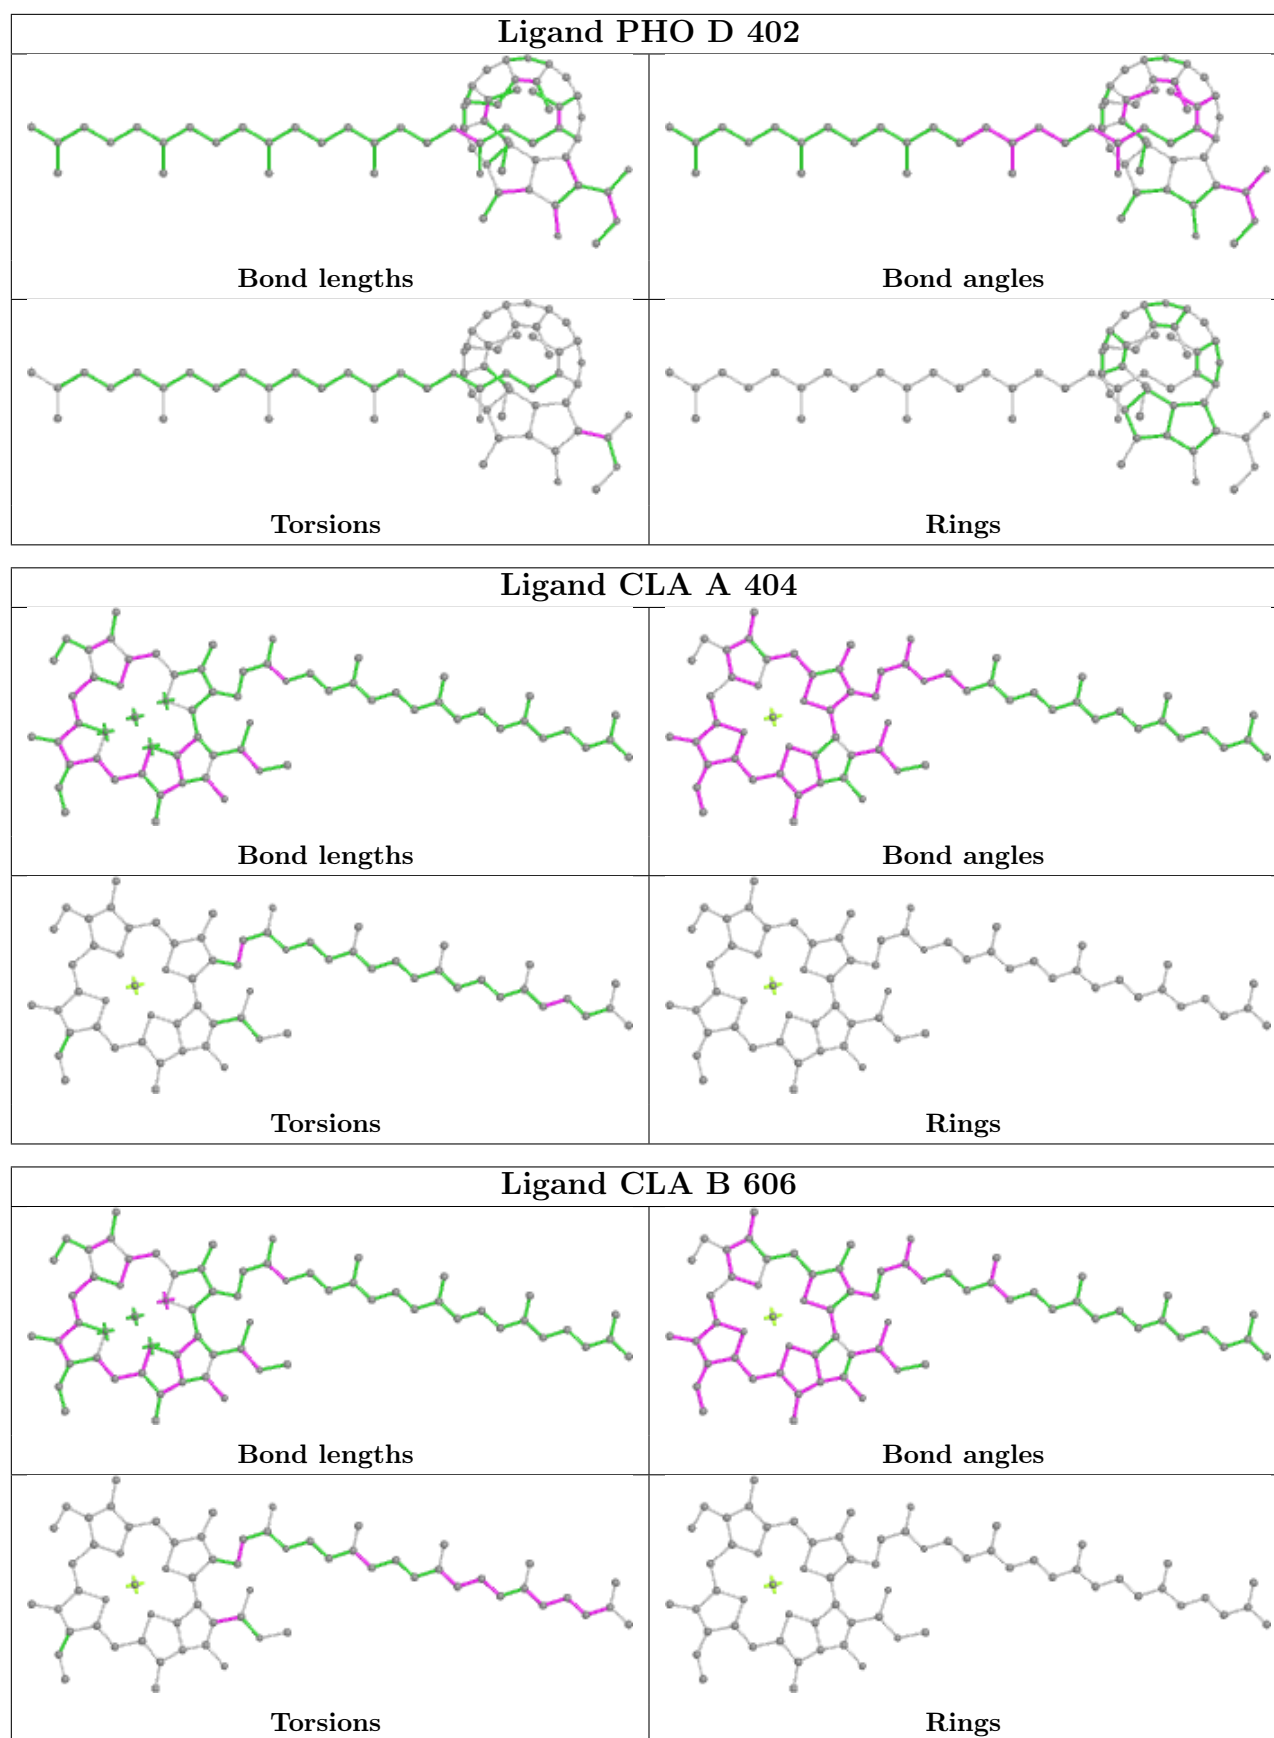 Ligand PHO D 402
Bond lengths
Bond angles
Torsions
Rings
Ligand CLA A 404
Bond lengths
Bond angles
Torsions
Rings
Ligand CLA B 606
Bond lengths
Bond angles
Torsions
Rings